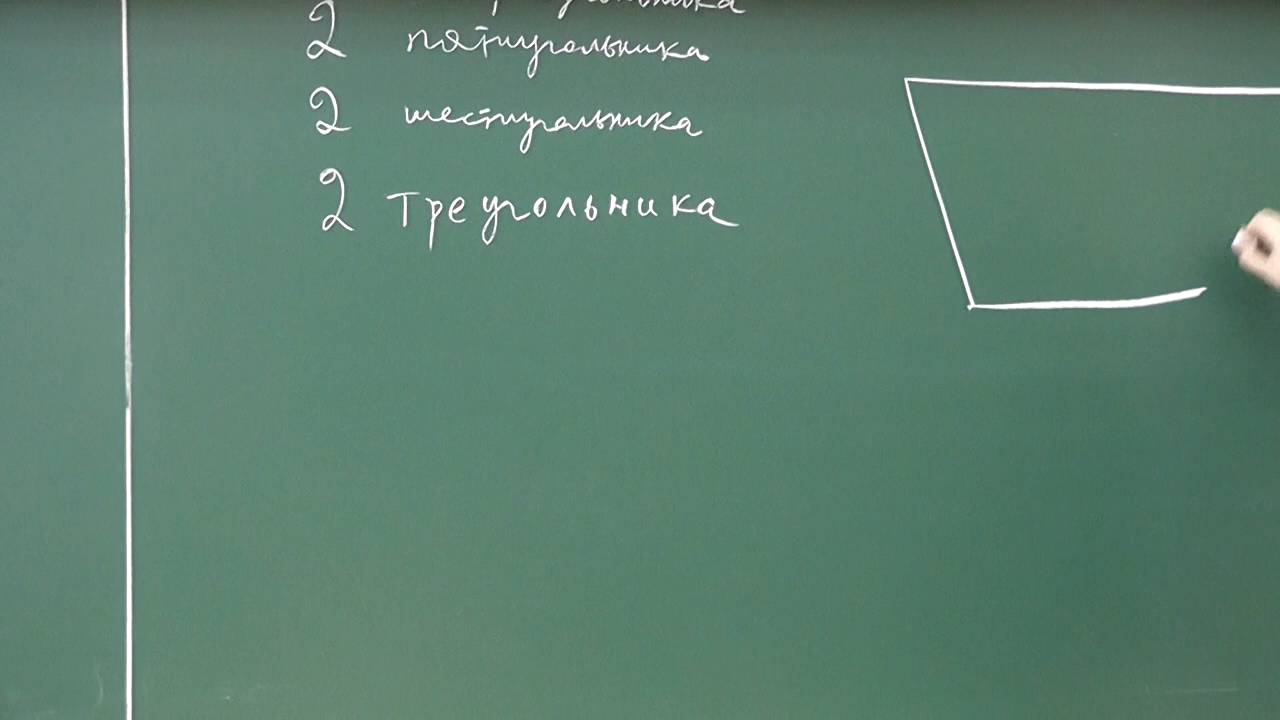 2 пятиугольника
2 шестиугольника
2 треугольника